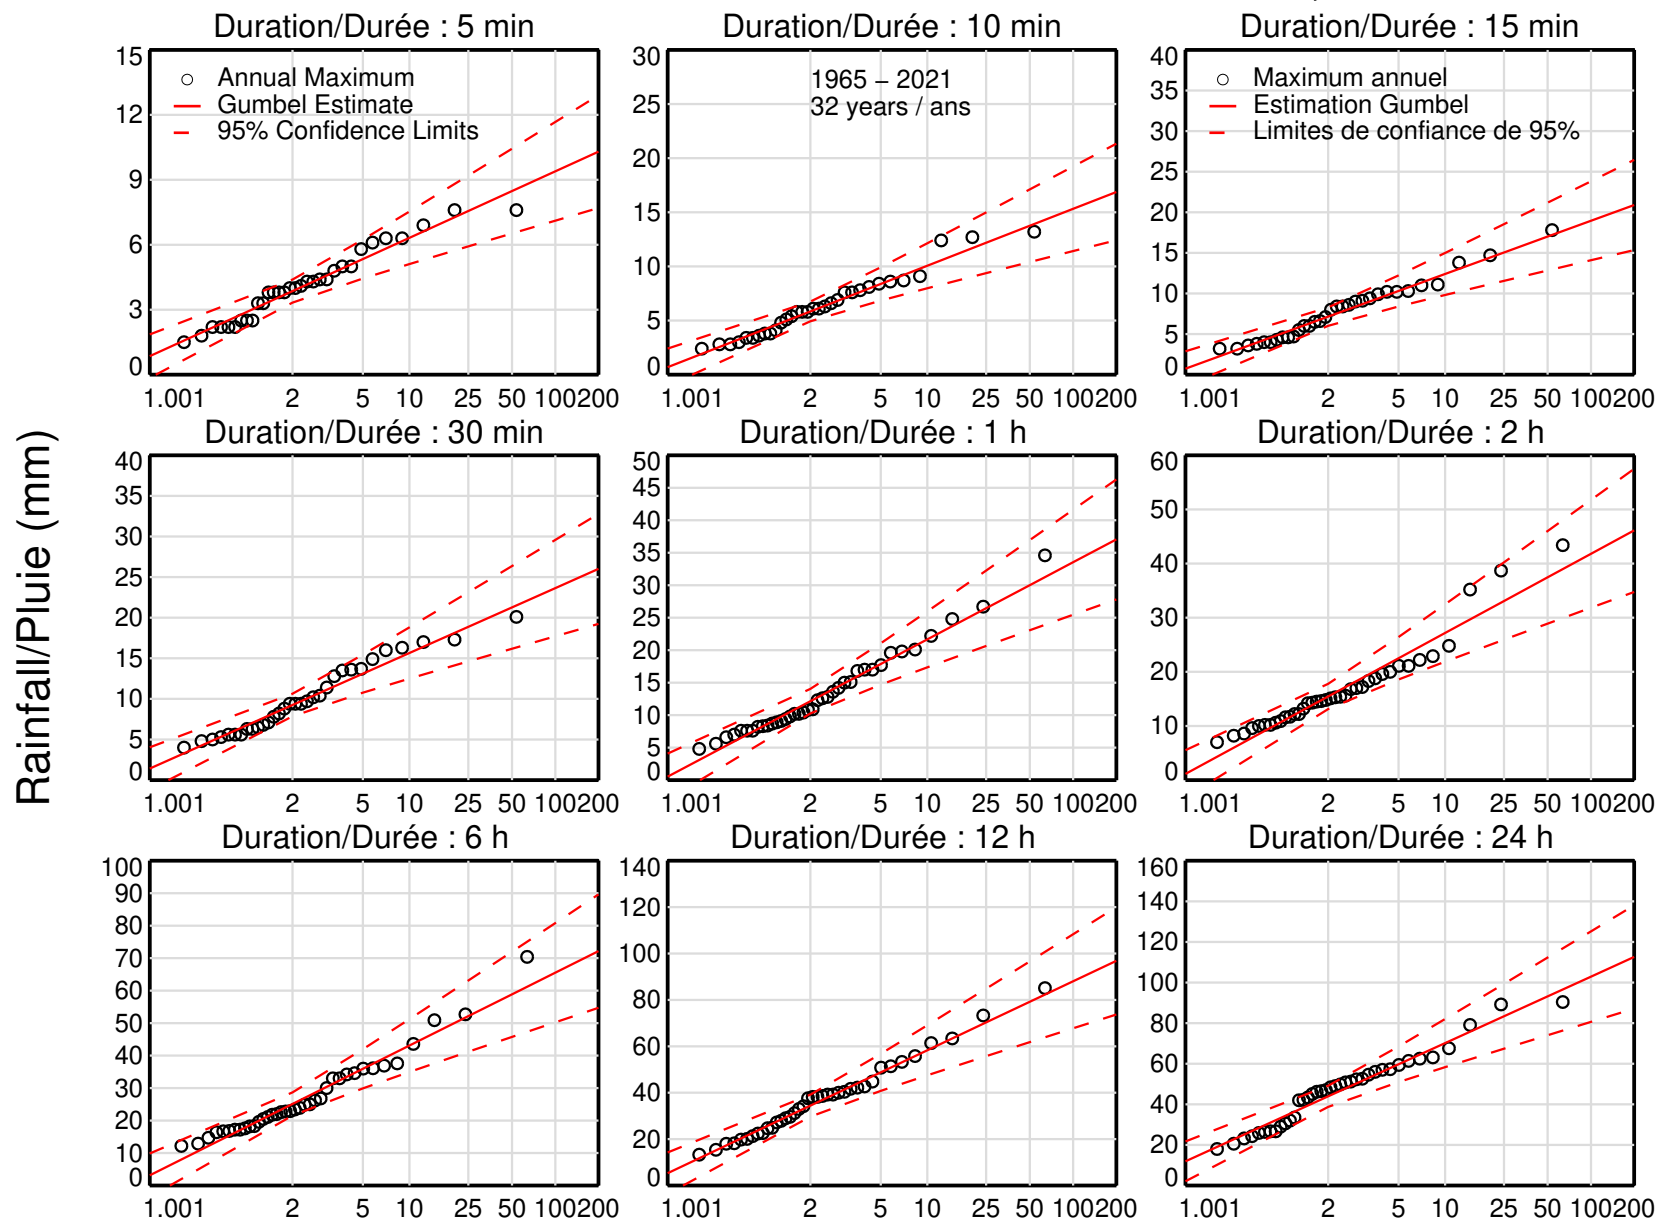 Duration/Durée : 5 min
15
12
9
6
3
0
○ Annual Maximum
Gumbel Estimate
95% Confidence Limits
1.001 2 5 10 25 50 100 200
Duration/Durée : 10 min
30
25
20
15
10
5
0
1965 – 2021
32 years / ans
1.001 2 5 10 25 50 100 200
Duration/Durée : 15 min
40
35
30
25
20
15
10
5
0
○ Maximum annuel
Estimation Gumbel
Limites de confiance de 95%
1.001 2 5 10 25 50 100 200
Rainfall/Pluie (mm)
Duration/Durée : 30 min
40
35
30
25
20
15
10
5
0
1.001 2 5 10 25 50 100 200
Duration/Durée : 1 h
50
45
40
35
30
25
20
15
10
5
0
1.001 2 5 10 25 50 100 200
Duration/Durée : 2 h
60
50
40
30
20
10
0
1.001 2 5 10 25 50 100 200
Duration/Durée : 6 h
100
90
80
70
60
50
40
30
20
10
0
1.001 2 5 10 25 50 100 200
Duration/Durée : 12 h
140
120
100
80
60
40
20
0
1.001 2 5 10 25 50 100 200
Duration/Durée : 24 h
160
140
120
100
80
60
40
20
0
1.001 2 5 10 25 50 100 200